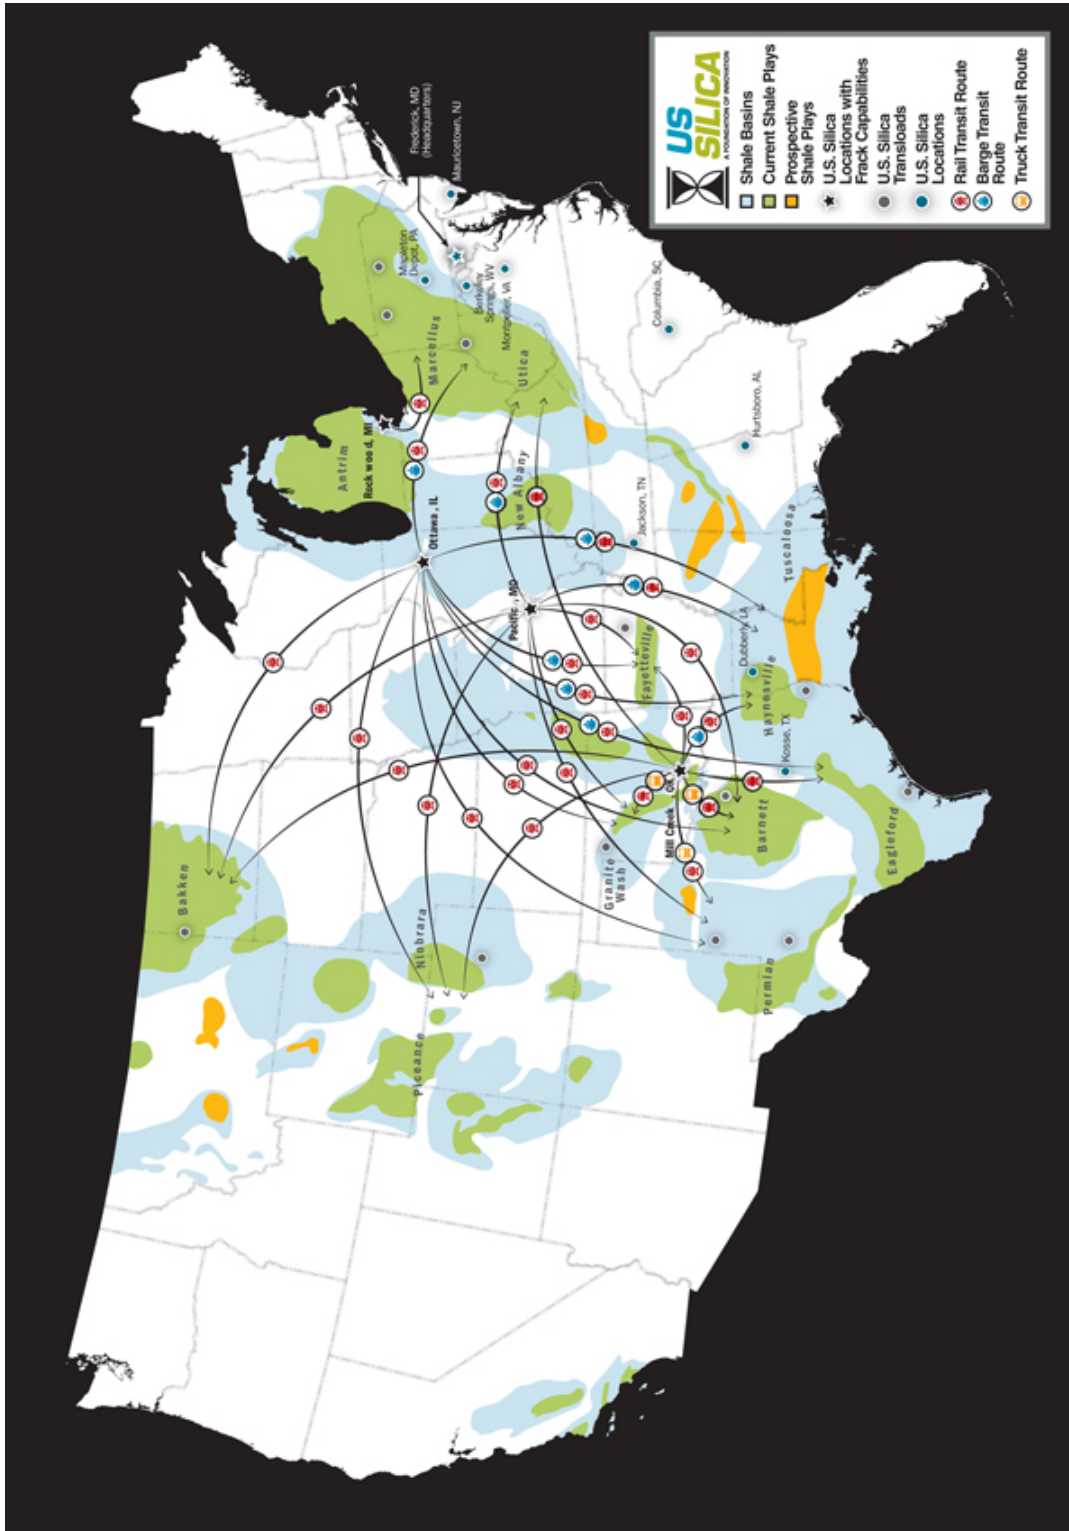 US
SILICA
A FOUNDATION OF INNOVATION
Shale Basins
Current Shale Plays
Prospective
Shale Plays
U.S. Silica
Locations with
Frack Capabilities
U.S. Silica
Transloads
U.S. Silica
Locations
Rail Transit Route
Barge Transit
Route
Truck Transit Route
Bakken
Niobrara
Piceance
Granite
Wash
Permian
Barnett
Eagleford
Mill Creek
Kosse, TX
Haynesville
Dubberly, LA
Fayetteville
Tuscaloosa
Pacific, MO
Ottawa, IL
Jackson, TN
New Albany
Antrim
Rockwood, MI
Marcellus
Utica
Hurtsboro, AL
Columbia, SC
Montpelier, VA
Berkeley
Springs, WV
Mapleton
Depot, PA
Frederick, MD
(Headquarters)
Mauricetown, NJ